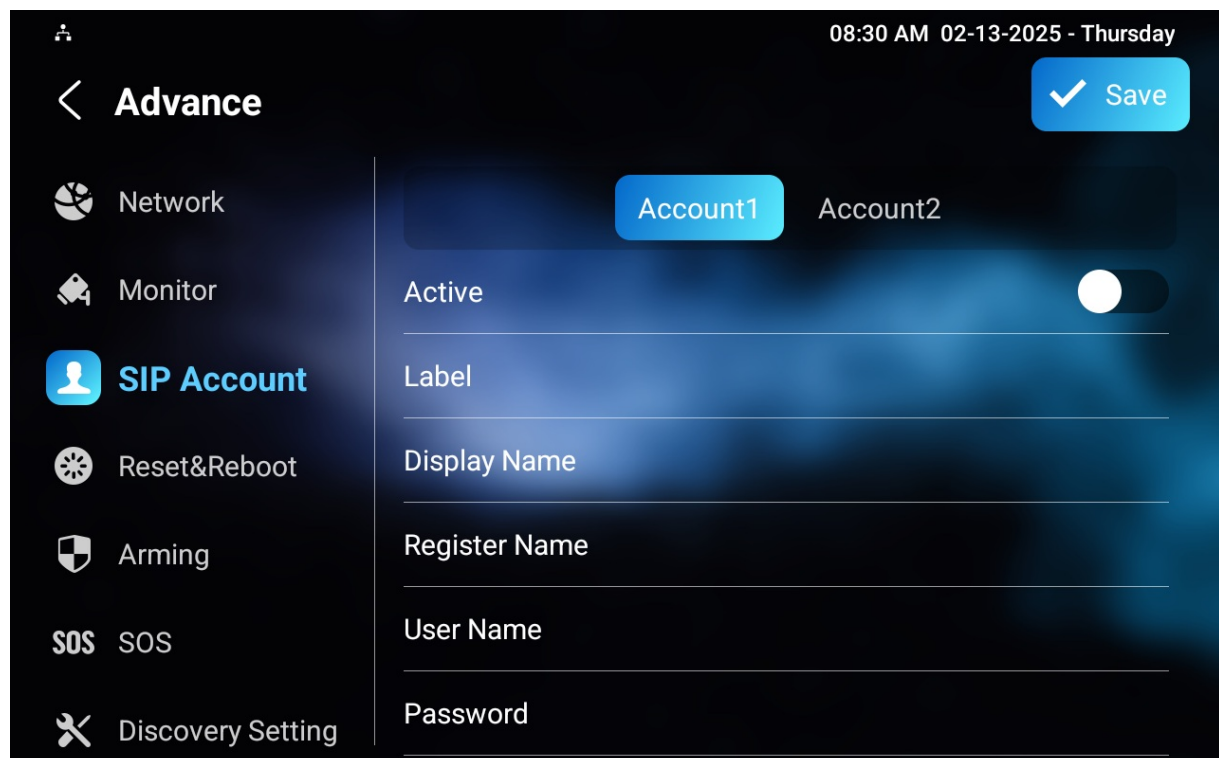 08:30 AM 02-13-2025 - Thursday
Advance
Save
Network
Monitor
SIP Account
Reset&Reboot
Arming
SOS SOS
Discovery Setting
Account1 Account2
Active
Label
Display Name
Register Name
User Name
Password